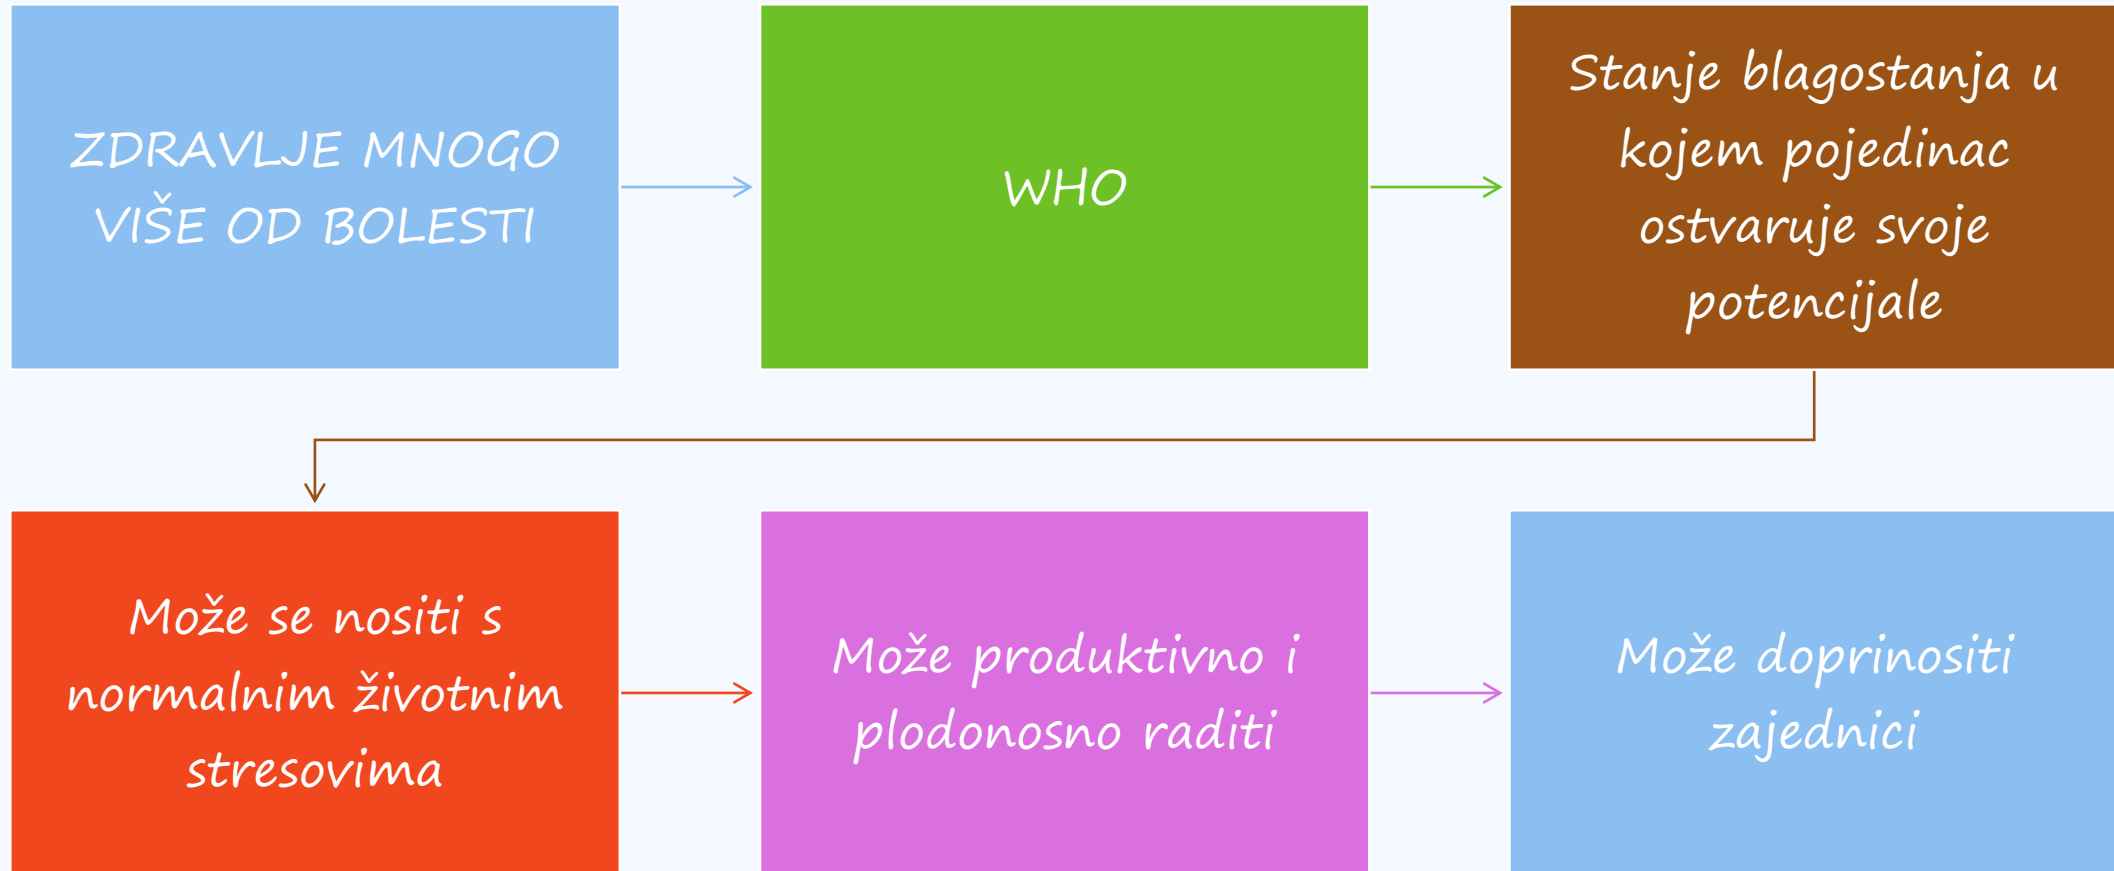 ZDRAVLJE MNOGO
VIŠE OD BOLESTI
WHO
Stanje blagostanja u
kojem pojedinac
ostvaruje svoje
potencijale
Može se nositi s
normalnim životnim
stresovima
Može produktivno i
plodonosno raditi
Može doprinositi
zajednici